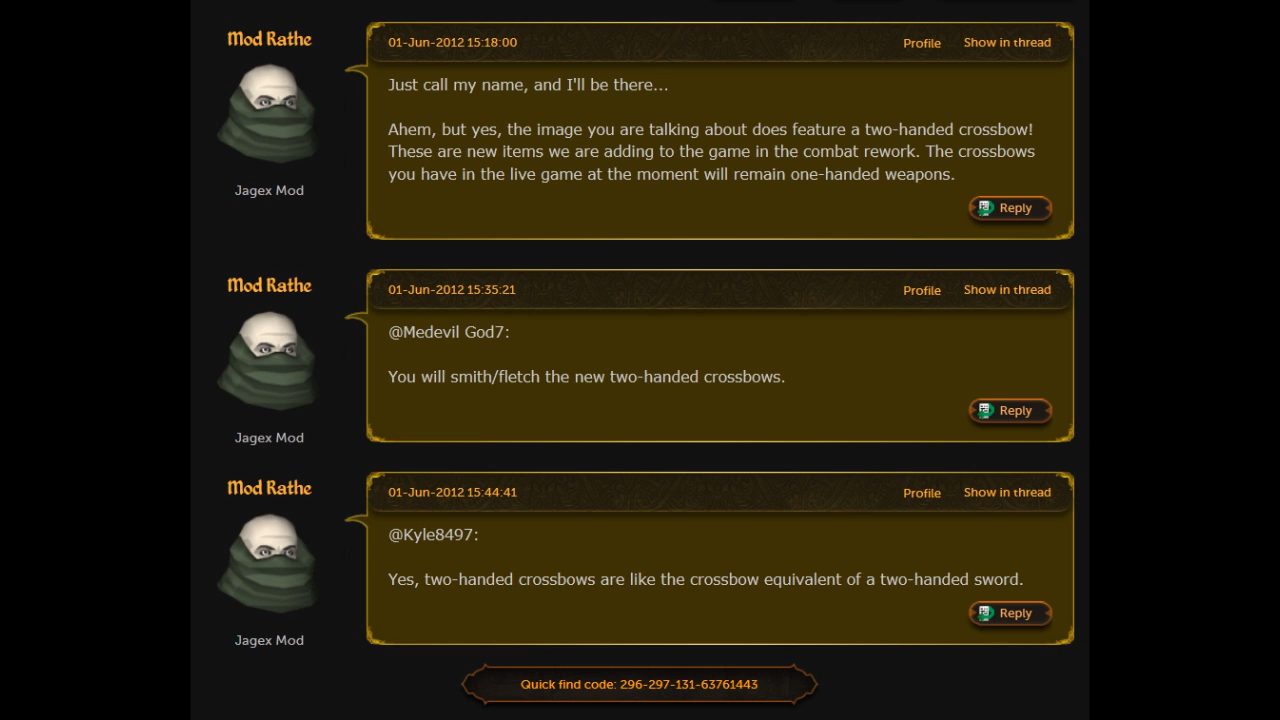 Mod Rathe
01-Jun-2012 15:18:00
Profile
Show in thread
Just call my name, and I'll be there...
Ahem, but yes, the image you are talking about does feature a two-handed crossbow!
These are new items we are adding to the game in the combat rework. The crossbows
you have in the live game at the moment will remain one-handed weapons.
Jagex Mod
Reply
Mod Rathe
01-Jun-2012 15:35:21
Profile
Show in thread
@Medevil God7:
You will smith/fletch the new two-handed crossbows.
Reply
Jagex Mod
Mod Rathe
01-Jun-2012 15:44:41
Profile
Show in thread
@Kyle8497:
Yes, two-handed crossbows are like the crossbow equivalent of a two-handed sword.
Reply
Jagex Mod
Quick find code: 296-297-131-63761443